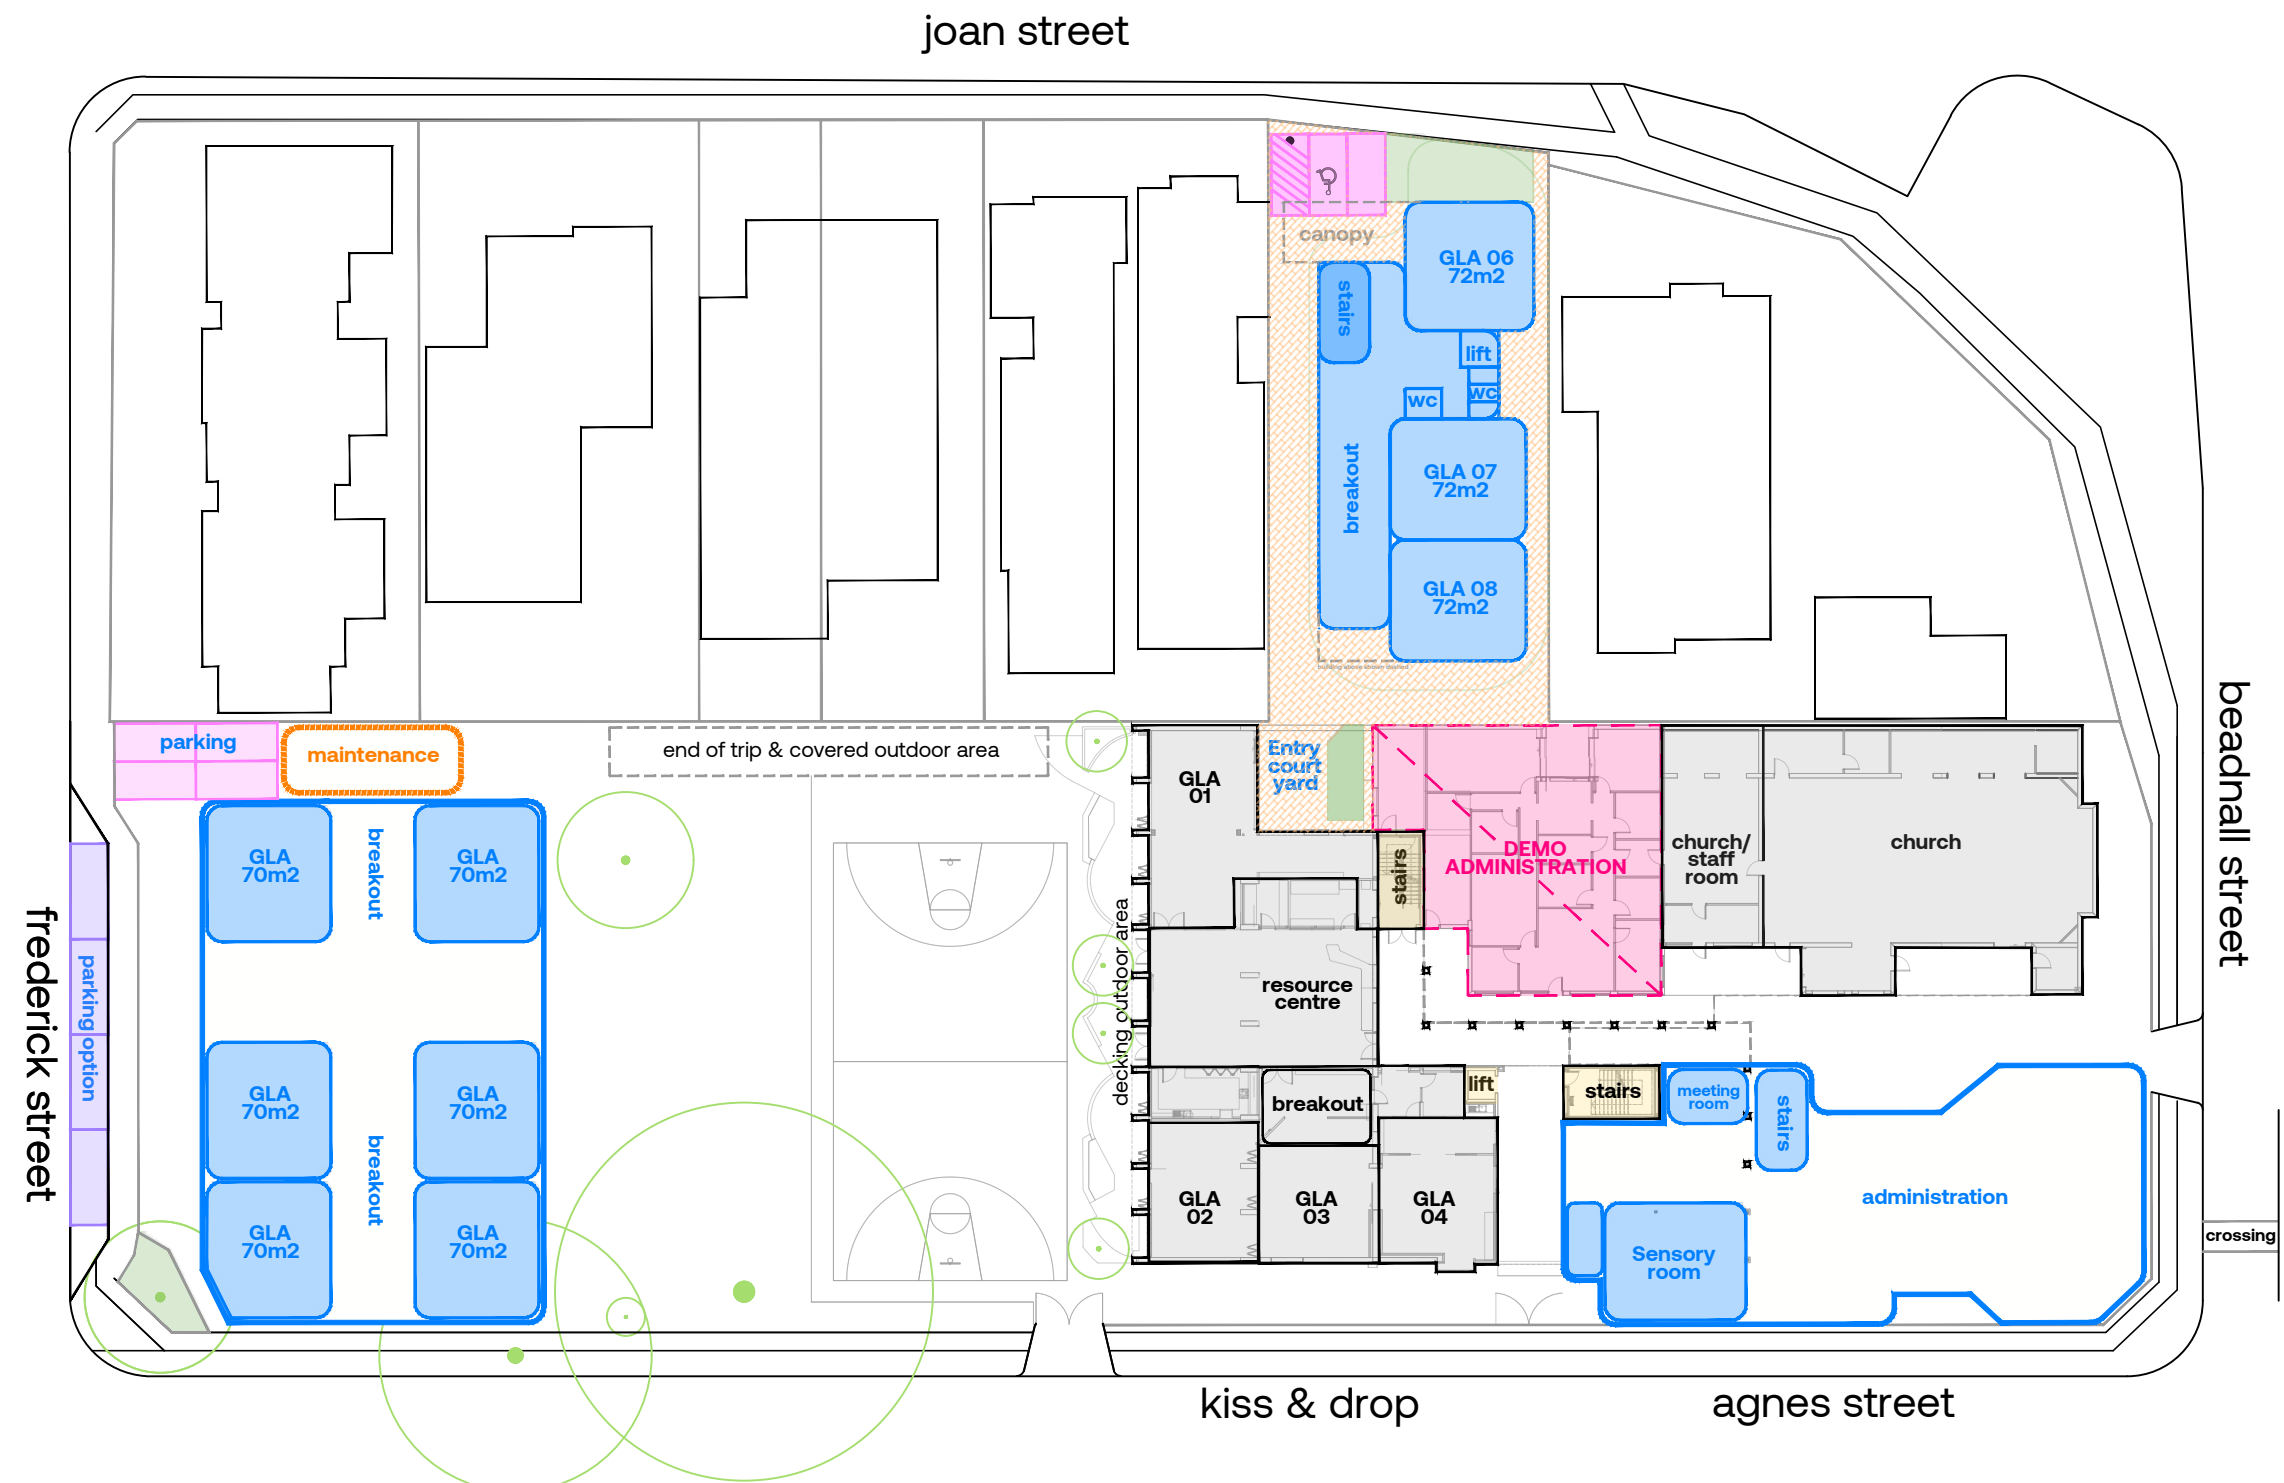 joan street
canopy
GLA 06
72m2
stairs
lift
wc
wc
breakout
GLA 07
72m2
GLA 08
72m2
building above shown dashed
parking
maintenance
end of trip & covered outdoor area
GLA
01
Entry
court
yard
DEMO
ADMINISTRATION
stairs
church/
staff
room
church
beadnall street
frederick street
parking option
GLA
70m2
breakout
GLA
70m2
GLA
70m2
GLA
70m2
breakout
GLA
70m2
GLA
70m2
decking outdoor area
resource
centre
breakout
lift
stairs
meeting
room
stairs
GLA
02
GLA
03
GLA
04
administration
Sensory
room
crossing
kiss & drop
agnes street